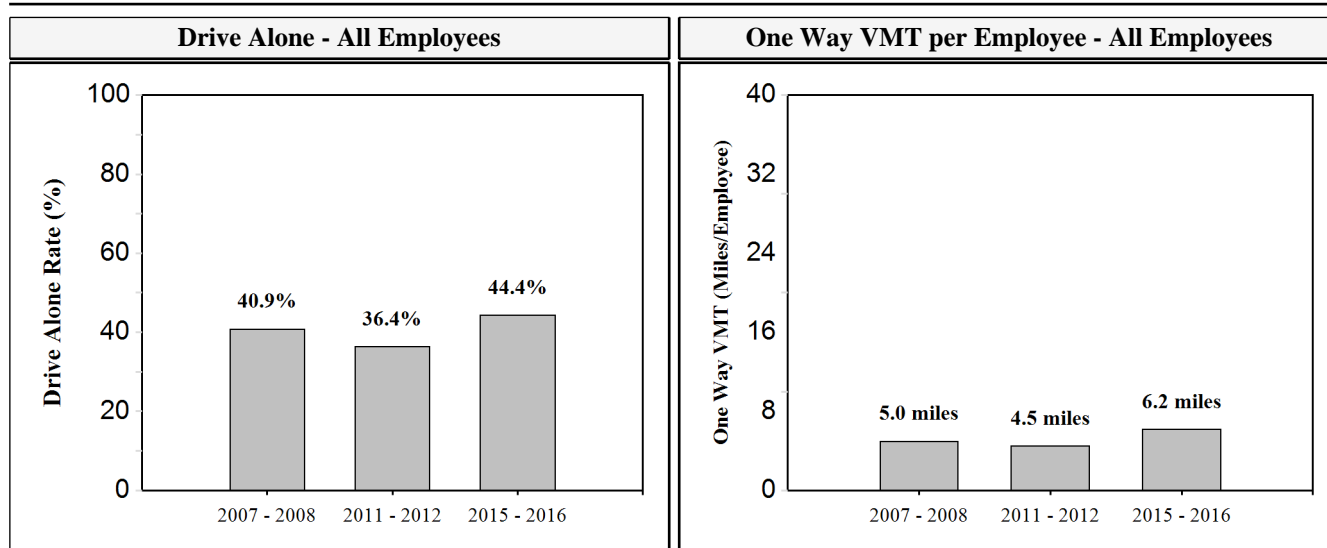 Drive Alone - All Employees
One Way VMT per Employee - All Employees
Drive Alone Rate (%)
100
80
60
40
20
0
40.9%
36.4%
44.4%
2007 - 2008
2011 - 2012
2015 - 2016
One Way VMT (Miles/Employee)
40
32
24
16
8
0
5.0 miles
4.5 miles
6.2 miles
2007 - 2008
2011 - 2012
2015 - 2016